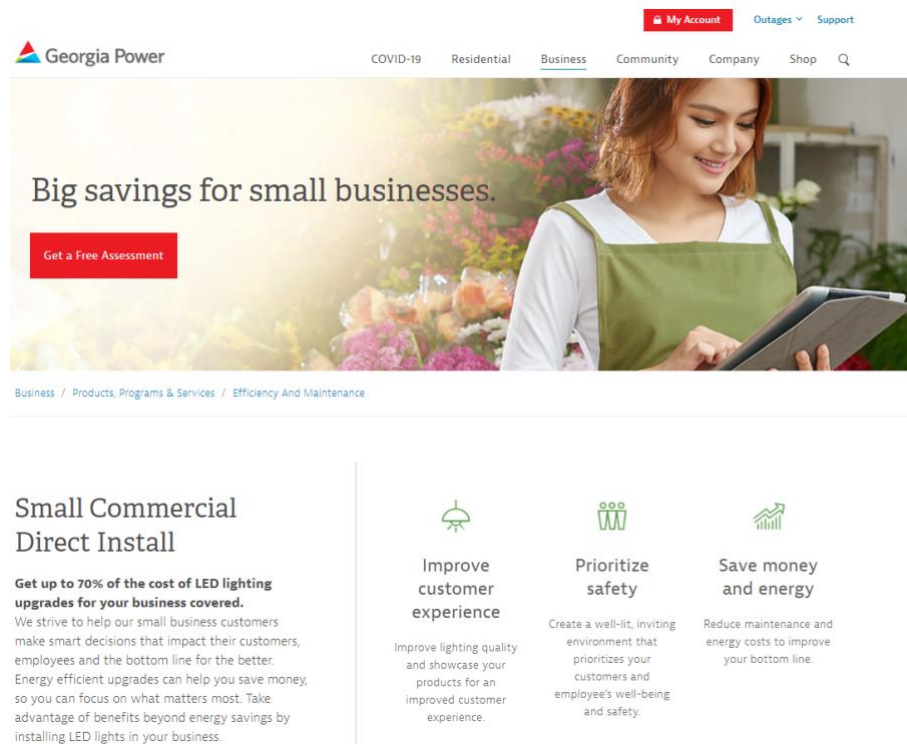 My Account
Outages
Support
Georgia Power
COVID-19
Residential
Business
Community
Company
Shop
Big savings for small businesses.
Get a Free Assessment
Business / Products, Programs & Services / Efficiency And Maintenance
Small Commercial
Direct Install
Get up to 70% of the cost of LED lighting
upgrades for your business covered.
We strive to help our small business customers
make smart decisions that impact their customers,
employees and the bottom line for the better.
Energy efficient upgrades can help you save money,
so you can focus on what matters most. Take
advantage of benefits beyond energy savings by
installing LED lights in your business.
Improve
customer
experience
Improve lighting quality
and showcase your
products for an
improved customer
experience.
Prioritize
safety
Create a well-lit, inviting
environment that
prioritizes your
customers and
employee's well-being
and safety.
Save money
and energy
Reduce maintenance and
energy costs to improve
your bottom line.